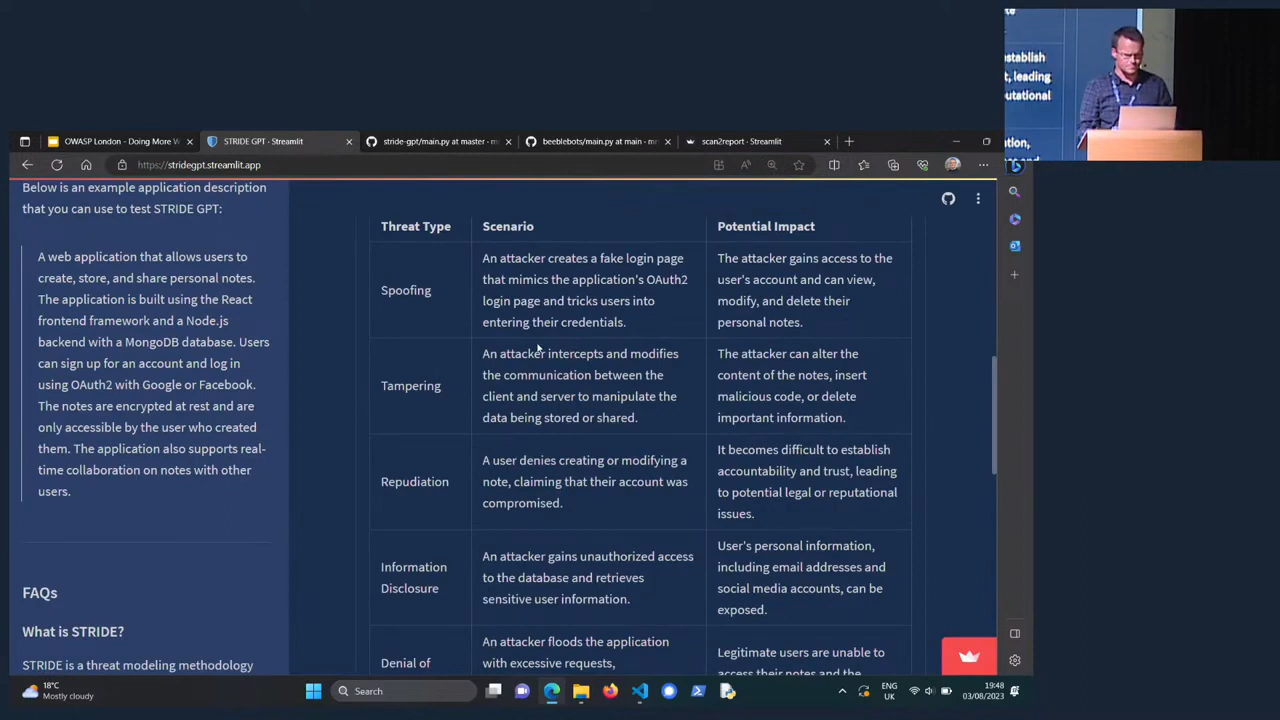 establish
t, leading
putational
OWASP London - Doing More W
STRIDE GPT · Streamlit
stride-gpt/main.py at master · m
beeblebots/main.py at main · mr
scan2report · Streamlit
https://stridegpt.streamlit.app
Below is an example application description
that you can use to test STRIDE GPT:
A web application that allows users to
create, store, and share personal notes.
The application is built using the React
frontend framework and a Node.js
backend with a MongoDB database. Users
can sign up for an account and log in
using OAuth2 with Google or Facebook.
The notes are encrypted at rest and are
only accessible by the user who created
them. The application also supports real-
time collaboration on notes with other
users.
FAQs
What is STRIDE?
STRIDE is a threat modeling methodology
Threat Type
Scenario
Potential Impact
Spoofing
An attacker creates a fake login page
that mimics the application's OAuth2
login page and tricks users into
entering their credentials.
The attacker gains access to the
user's account and can view,
modify, and delete their
personal notes.
Tampering
An attacker intercepts and modifies
the communication between the
client and server to manipulate the
data being stored or shared.
The attacker can alter the
content of the notes, insert
malicious code, or delete
important information.
Repudiation
A user denies creating or modifying a
note, claiming that their account was
compromised.
It becomes difficult to establish
accountability and trust, leading
to potential legal or reputational
issues.
Information
Disclosure
An attacker gains unauthorized access
to the database and retrieves
sensitive user information.
User's personal information,
including email addresses and
social media accounts, can be
exposed.
Denial of
An attacker floods the application
with excessive requests,
Legitimate users are unable to
access their notes and the
18°C
Mostly cloudy
Search
ENG
UK
19:48
03/08/2023